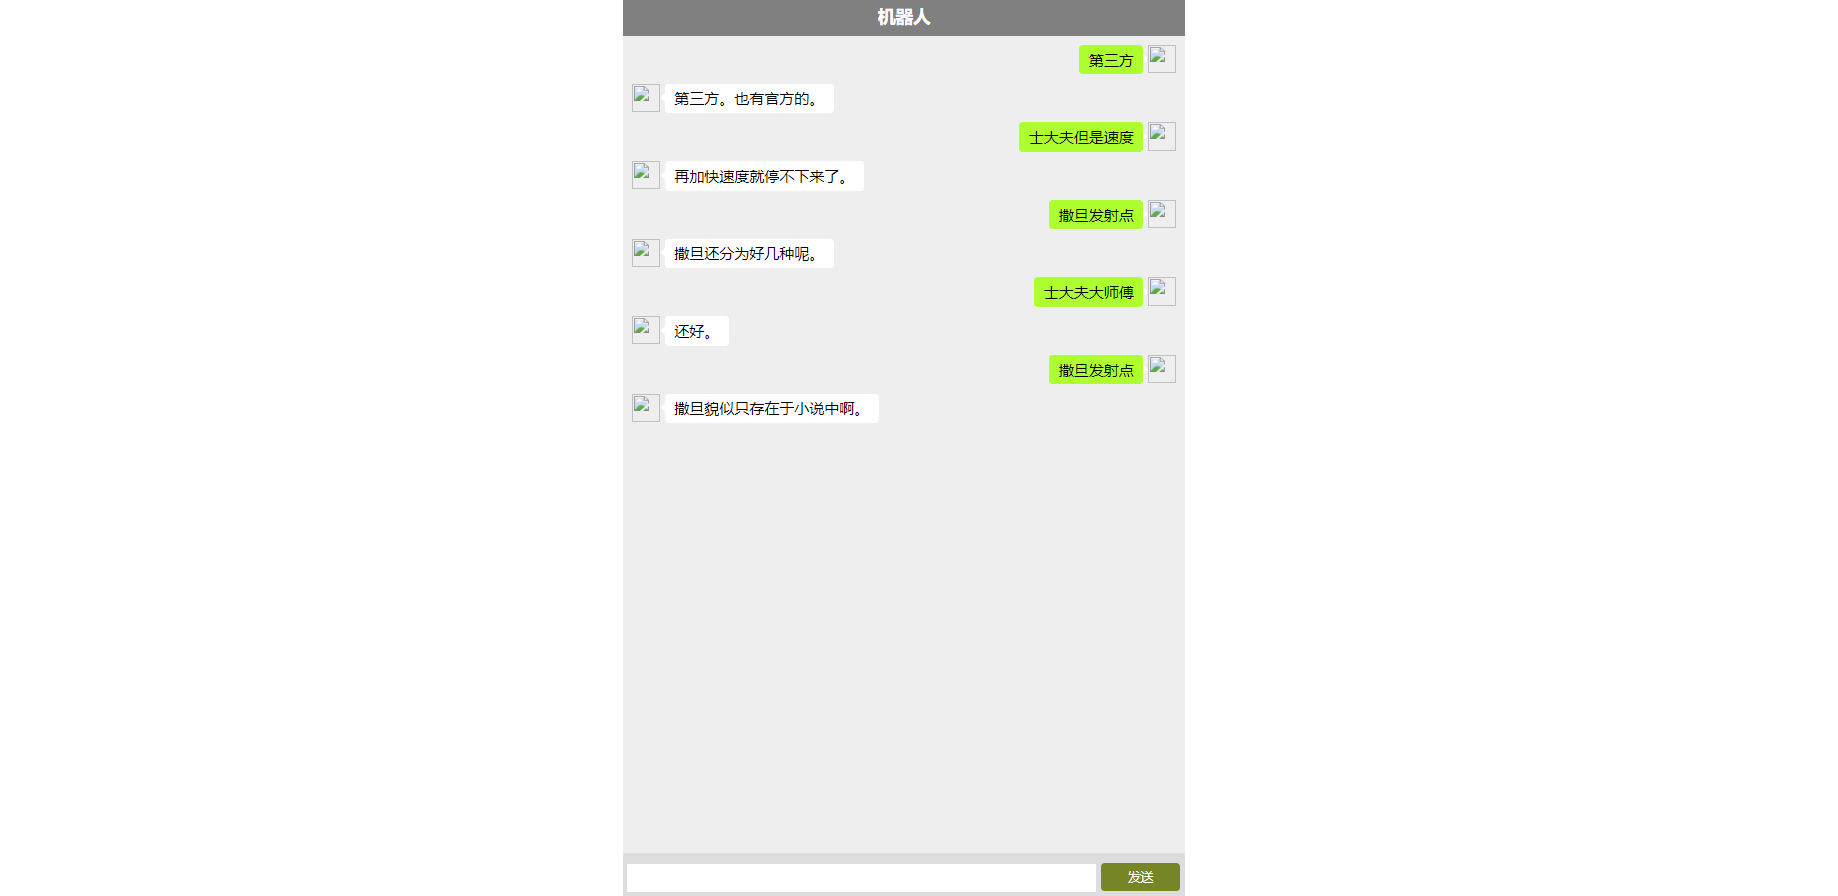 机器人
第三方
第三方。也有官方的。
士大夫但是速度
再加快速度就停不下来了。
撒旦发射点
撒旦还分为好几种呢。
士大夫大师傅
还好。
撒旦发射点
撒旦貌似只存在于小说中啊。
发送